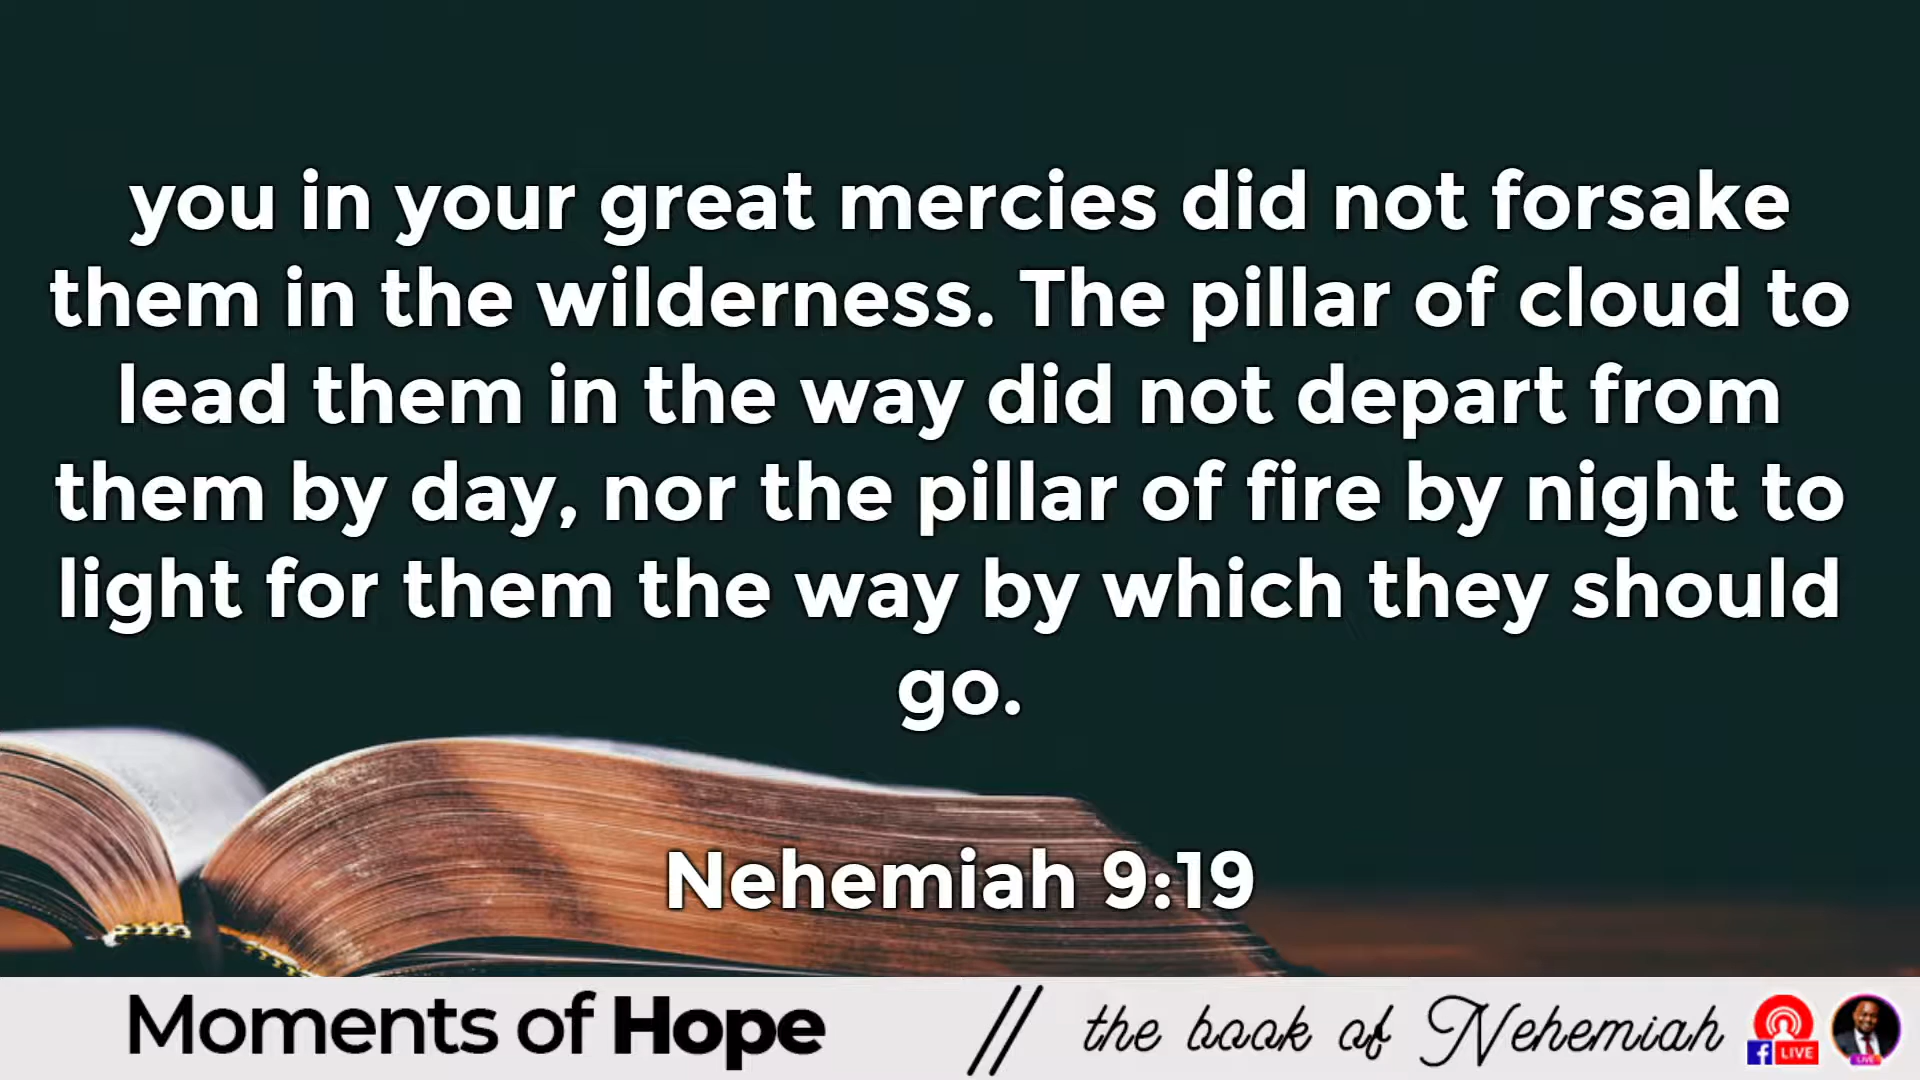 you in your great mercies did not forsake
them in the wilderness. The pillar of cloud to
lead them in the way did not depart from
them by day, nor the pillar of fire by night to
light for them the way by which they should
go.
Nehemiah 9:19
Moments of Hope // the book of Nehemiah
f LIVE
LIVE